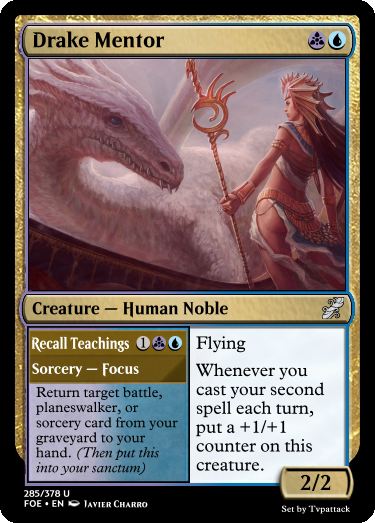 Drake Mentor
Creature — Human Noble
Recall Teachings 1
Sorcery — Focus
Return target battle,
planeswalker, or
sorcery card from your
graveyard to your
hand. (Then put this
into your sanctum)
Flying
Whenever you
cast your second
spell each turn,
put a +1/+1
counter on this
creature.
2/2
285/378 U
FOE • EN Javier Charro
Set by Tvpattack